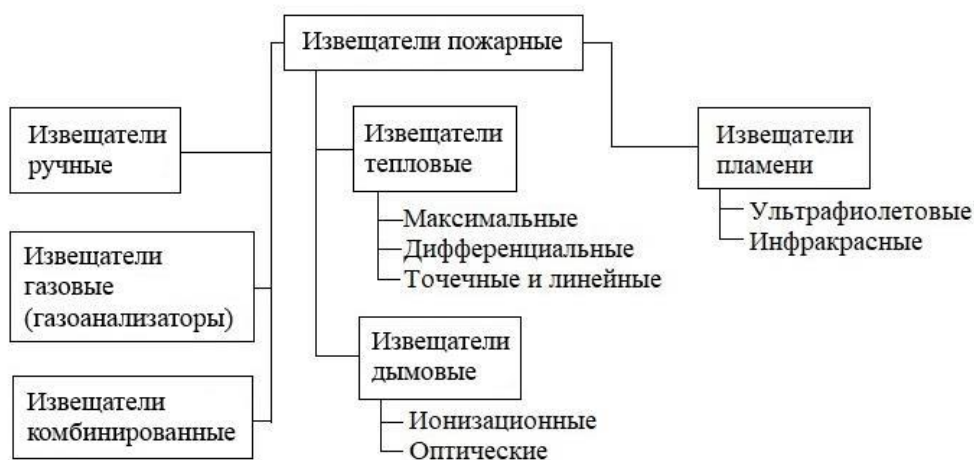 Извещатели пожарные
Извещатели
ручные
Извещатели
газовые
(газоанализаторы)
Извещатели
комбинированные
Извещатели
тепловые
Максимальные
Дифференциальные
Точечные и линейные
Извещатели
дымовые
Ионизационные
Оптические
Извещатели
пламени
Ультрафиолетовые
Инфракрасные